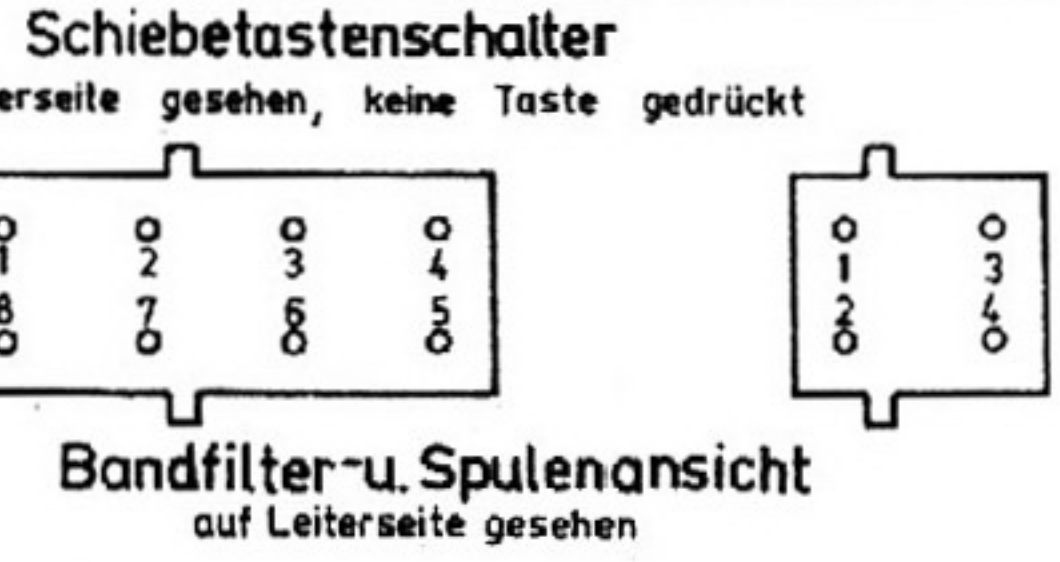 Schiebetastenschalter
erseite gesehen, keine Taste gedrückt
1 2 3 4 1 3
8 7 6 5 2 4
Bandfilter-u. Spulenansicht
auf Leiterseite gesehen